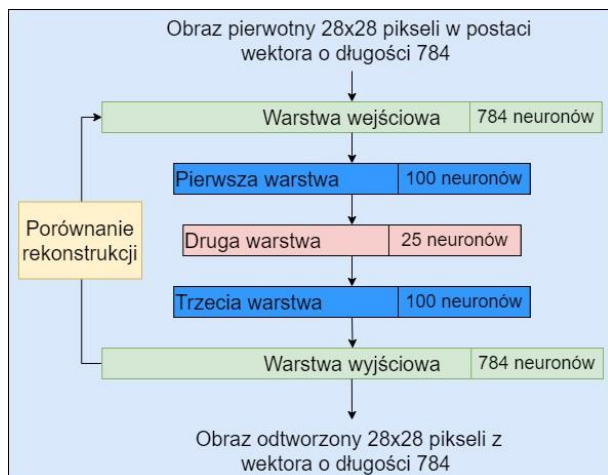 Obraz pierwotny 28x28 pikseli w postaci
wektora o długości 784
Warstwa wejściowa 784 neuronów
Pierwsza warstwa 100 neuronów
Porównanie
rekonstrukcji
Druga warstwa 25 neuronów
Trzecia warstwa 100 neuronów
Warstwa wyjściowa 784 neuronów
Obraz odtworzony 28x28 pikseli z
wektora o długości 784